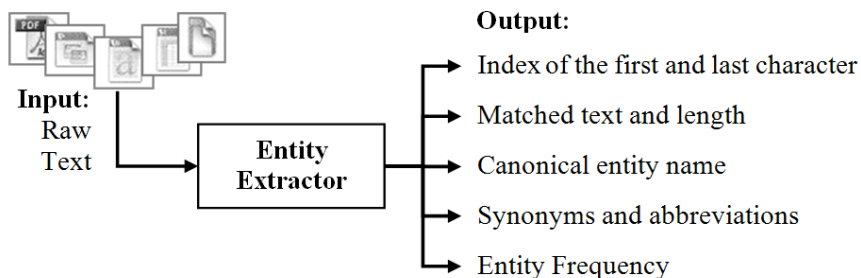 PDF
a
Input:
Raw
Text
Entity
Extractor
Output:
Index of the first and last character
Matched text and length
Canonical entity name
Synonyms and abbreviations
Entity Frequency